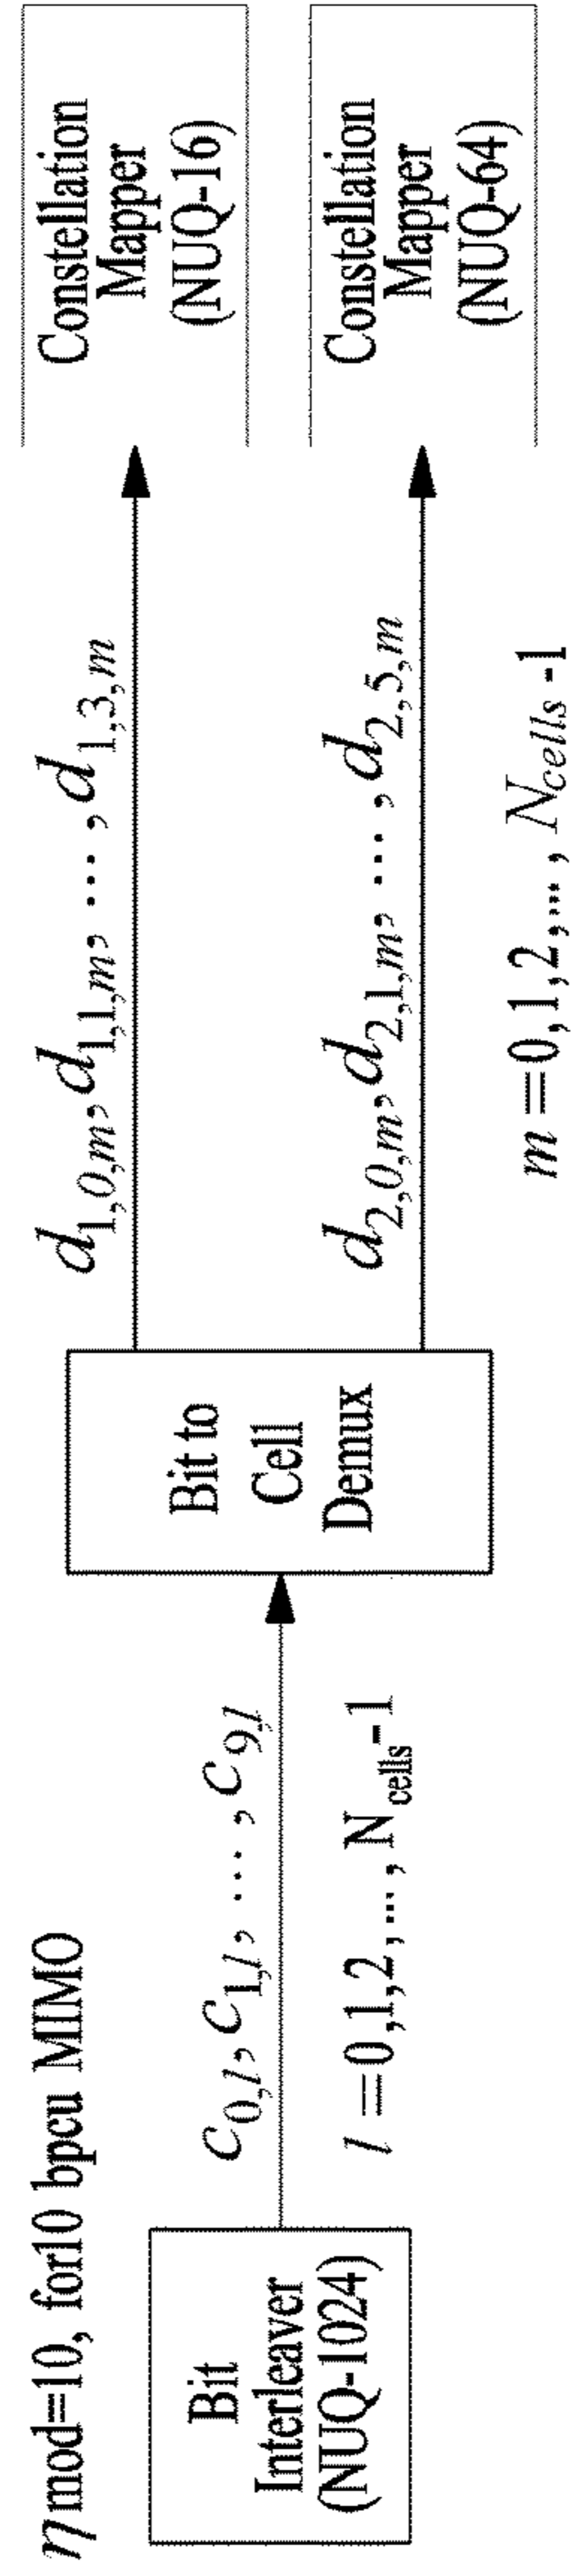 η mod=10, for10 bpcu MIMO
Bit
Interleaver
(NUQ-1024)
c0,l, c1,l, ..., c9,l
l =0,1,2,..., Ncells-1
Bit to
Cell
Demux
d1,0,m, d1,1,m, ..., d1,3,m
d2,0,m, d2,1,m, ..., d2,5,m
m =0,1,2,..., Ncells -1
Constellation
Mapper
(NUQ-16)
Constellation
Mapper
(NUQ-64)